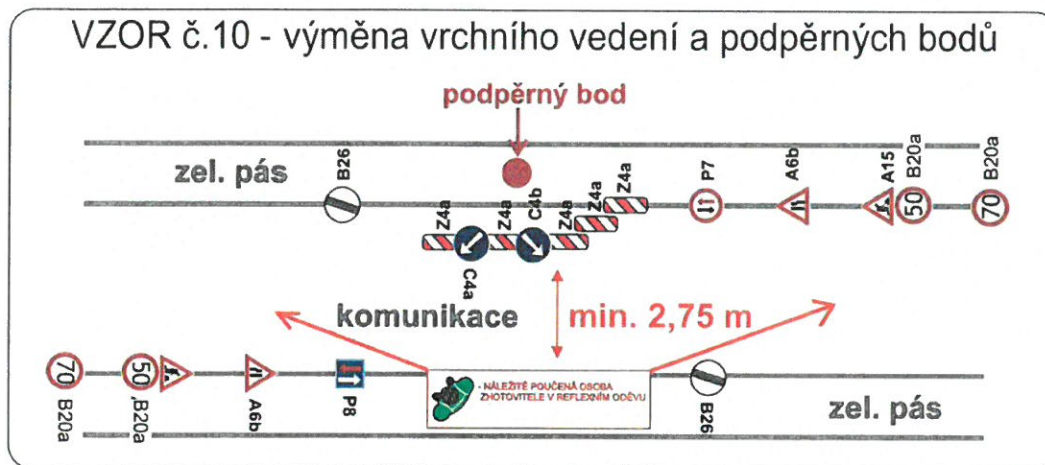 VZOR č.10 - výměna vrchního vedení a podpěrných bodů
podpěrný bod
zel. pás
B26
Z4a
Z4a
C4b
Z4a
Z4a
Z4a
P7
A6b
A15
B20a
B20a
50
70
C4a
komunikace
min. 2,75 m
70
B20a
50
,B20a
A6b
P8
- NÁLEŽITĚ POUČENÁ OSOBA
ZHOTOVITELE V REFLEXNÍM ODĚVU
B26
zel. pás